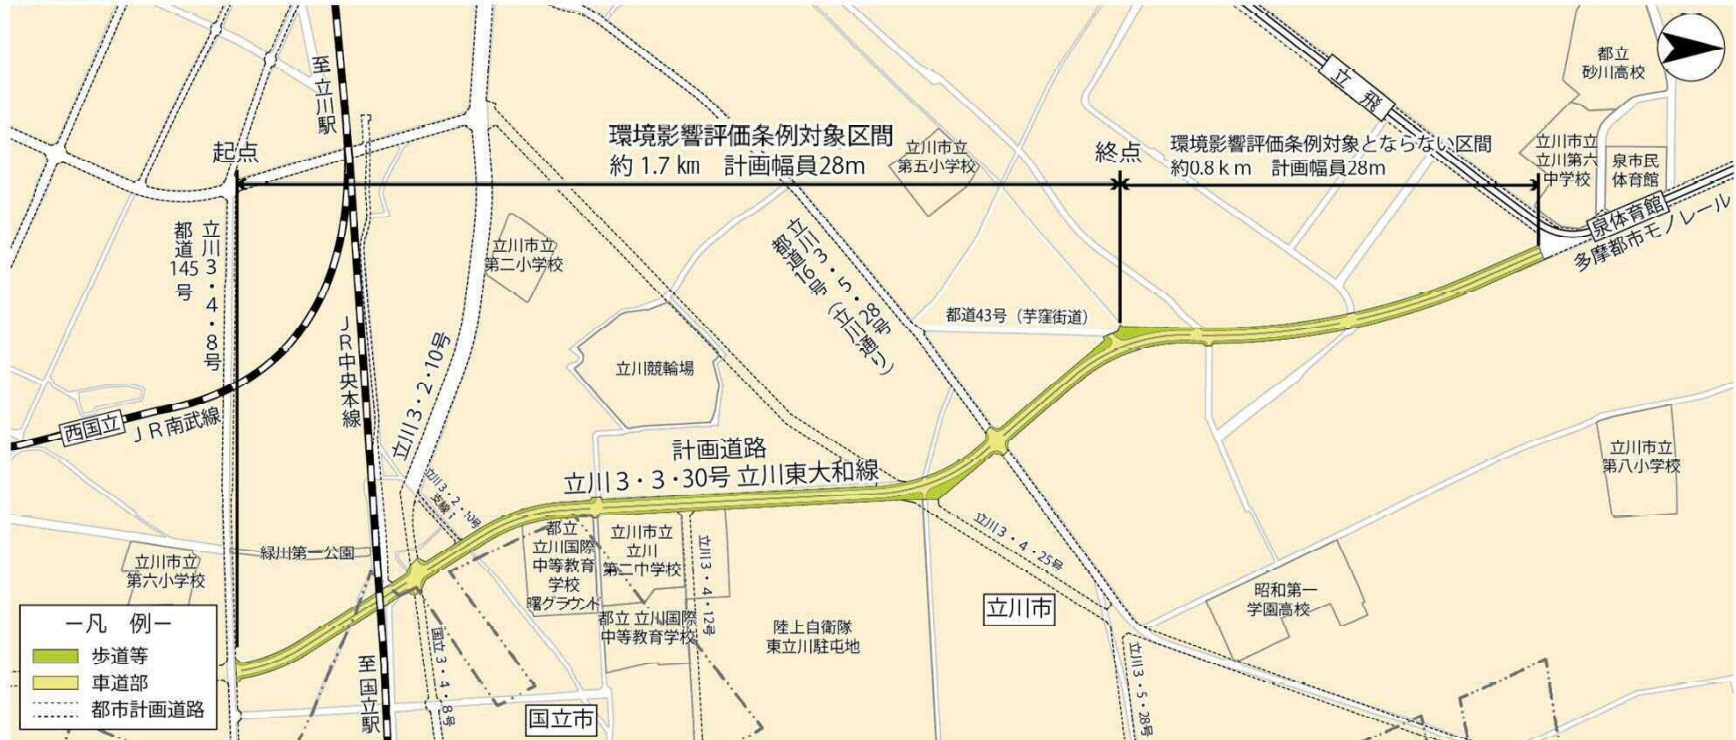 都立
砂川高校
立飛
至立川駅
環境影響評価条例対象区間
約1.7㎞　計画幅員28m
起点
終点
環境影響評価条例対象とならない区間
約0.8ｋｍ　計画幅員28m
立川市立
第五小学校
立川市立
立川第六
中学校
泉市民
体育館
泉体育館
多摩都市モノレール
立川3・4・8号
都道145号
立川市立
第二小学校
立川3・5・28号
都道16号（立川通り）
都道43号（芋窪街道）
ＪＲ中央本線
立川3・2・10号
立川競輪場
西国立
ＪＲ南武線
計画道路
立川3・3・30号 立川東大和線
立川3・2・10号
支線1
立川市立
第八小学校
緑川第一公園
立川市立
第六小学校
都立
立川国際
中等教育
学校
曙グラウンド
立川市立
立川
第二中学校
立川3・4・12号
立川3・4・25号
昭和第一
学園高校
立川市
都立 立川国際
中等教育学校
陸上自衛隊
東立川駐屯地
国立3・4・8号
立川3・5・28号
至国立駅
国立市
－凡　例－
歩道等
車道部
都市計画道路